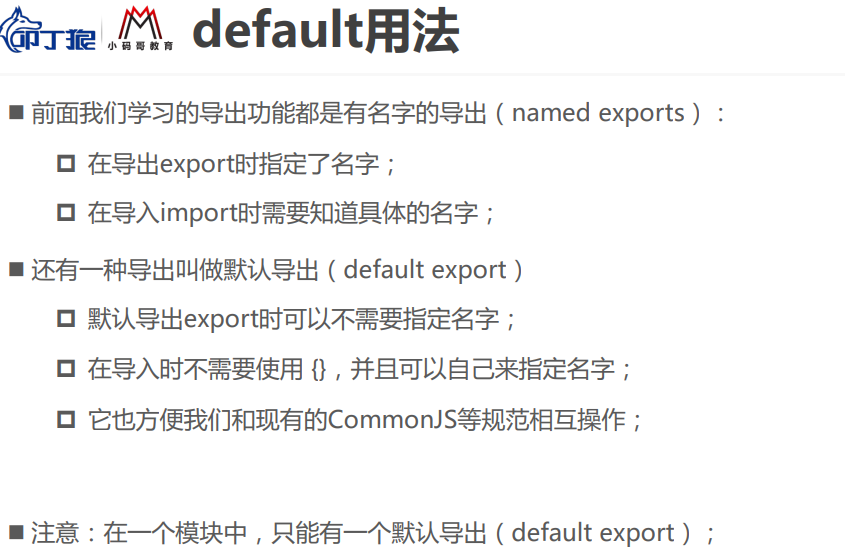 叩丁狼
小码哥教育
default用法
前面我们学习的导出功能都是有名字的导出（named exports）：
在导出export时指定了名字；
在导入import时需要知道具体的名字；
还有一种导出叫做默认导出（default export）
默认导出export时可以不需要指定名字；
在导入时不需要使用 {}，并且可以自己来指定名字；
它也方便我们和现有的CommonJS等规范相互操作；
注意：在一个模块中，只能有一个默认导出（default export）；